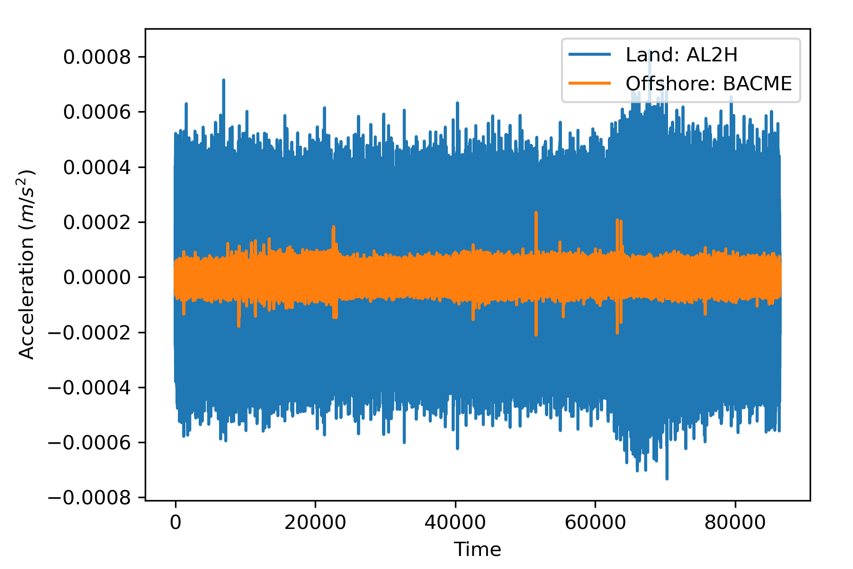 Land: AL2H
Offshore: BACME
0.0008
0.0006
0.0004
0.0002
0.0000
−0.0002
−0.0004
−0.0006
−0.0008
Acceleration (m/s²)
0 20000 40000 60000 80000
Time